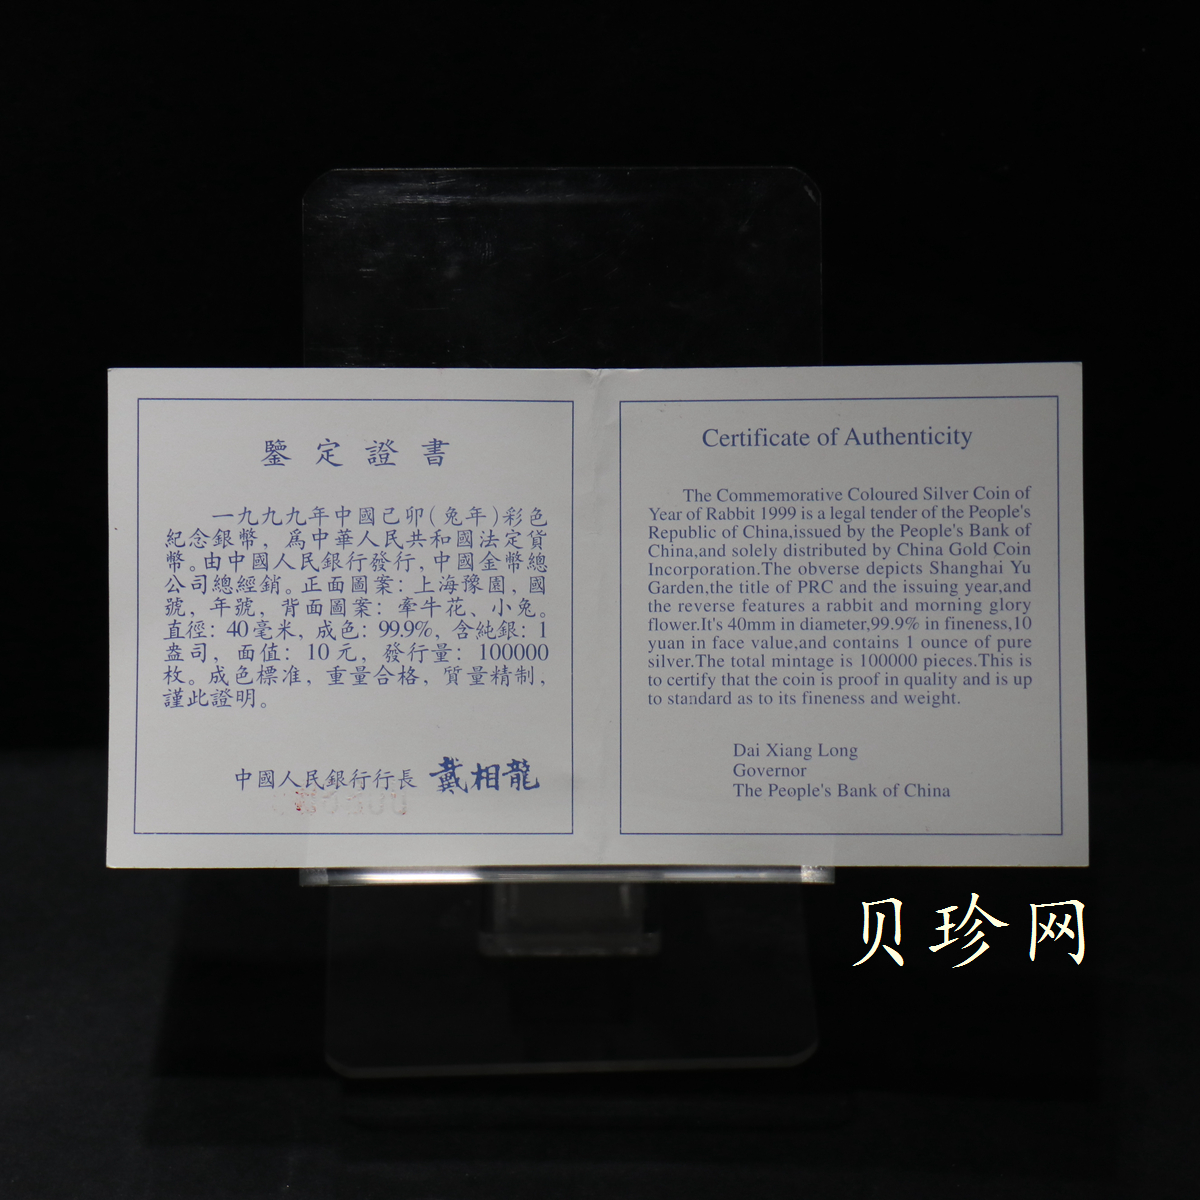 鑒定證書
一九九九年中國己卯(兔年)彩色
紀念銀幣，爲中華人民共和國法定貨
幣。由中國人民銀行發行，中國金幣總
公司總經銷。正面圖案：上海豫園，國
號，年號，背面圖案：牽牛花、小兔。
直徑：40毫米，成色：99.9%，含純銀：1
盎司，面值：10元，發行量：100000
枚。成色標准，重量合格，質量精制，
謹此證明。
中國人民銀行行長 戴相龍
Certificate of Authenticity
The Commemorative Coloured Silver Coin of
Year of Rabbit 1999 is a legal tender of the People's
Republic of China,issued by the People's Bank of
China,and solely distributed by China Gold Coin
Incorporation.The obverse depicts Shanghai Yu
Garden,the title of PRC and the issuing year,and
the reverse features a rabbit and morning glory
flower.It's 40mm in diameter,99.9% in fineness,10
yuan in face value,and contains 1 ounce of pure
silver.The total mintage is 100000 pieces.This is
to certify that the coin is proof in quality and is up
to standard as to its fineness and weight.
Dai Xiang Long
Governor
The People's Bank of China
贝珍网